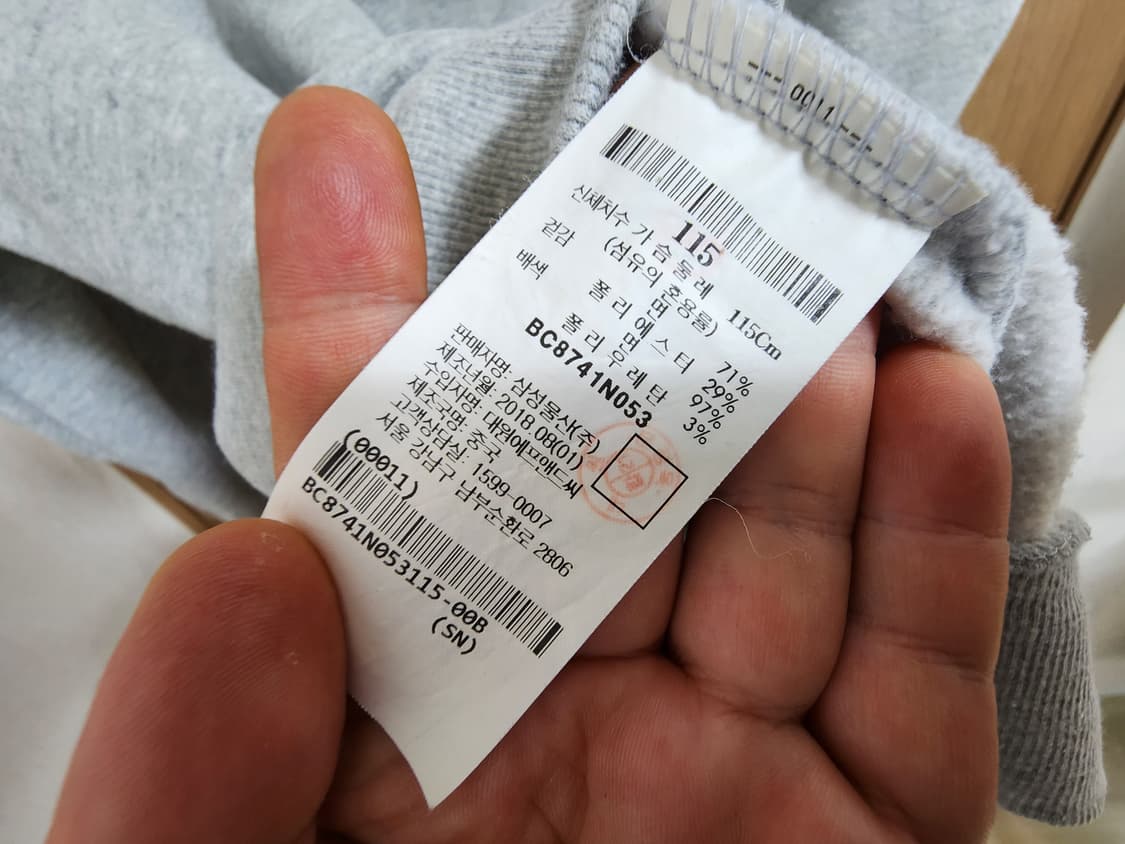 0011
115
신체치수 가 슴 둘 레 115Cm
(섬유의 혼용률)
겉감 면 71%
폴 리 에 스 터 29%
배색 면 97%
폴 리 우 레 탄 3%
BC8741N053
판매자명: 삼성물산(주)
제조년월: 2018 08(01)
수입자명: 대원에프앤드씨
제조국명: 중국
고객상담실: 1599-0007
서울 강남구 남부순환로 2806
(00011)
BC8741N053115-00B
(SN)